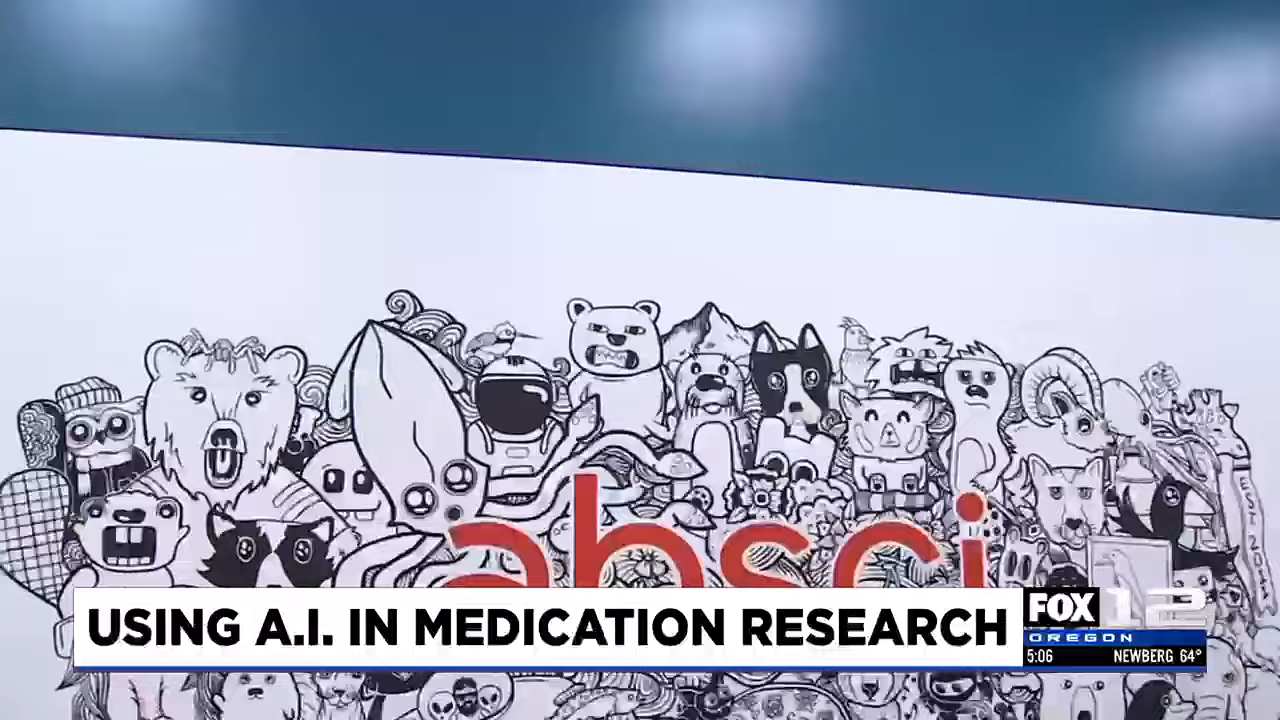 absci
USING A.I. IN MEDICATION RESEARCH
FOX 12
OREGON
5:06 NEWBERG 64°